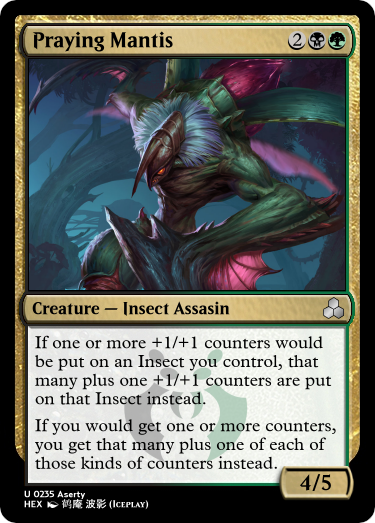 Praying Mantis 2
Creature — Insect Assasin
If one or more +1/+1 counters would
be put on an Insect you control, that
many plus one +1/+1 counters are put
on that Insect instead.
If you would get one or more counters,
you get that many plus one of each of
those kinds of counters instead.
4/5
U 0235 Aserty
HEX 鹤庵 波影 (Iceplay)